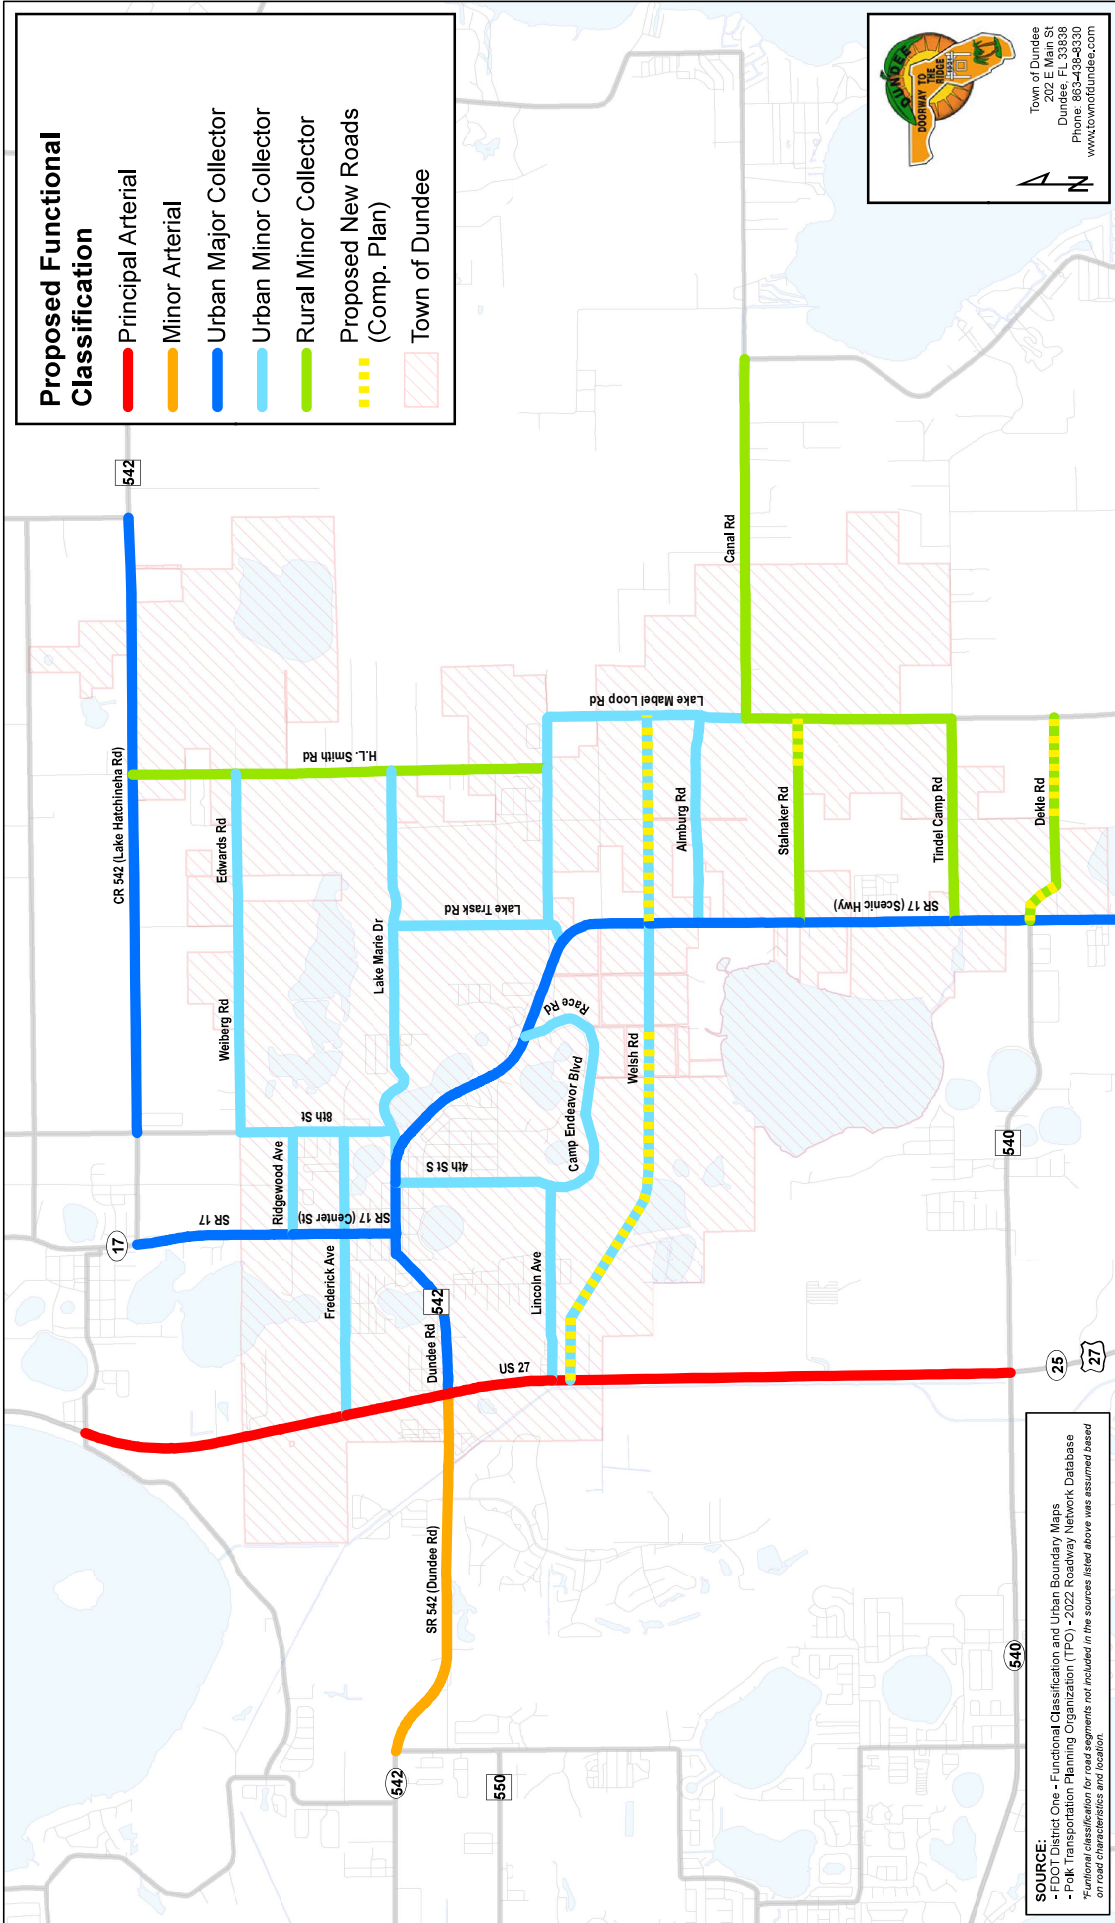 Proposed Functional
Classification
Principal Arterial
Minor Arterial
Urban Major Collector
Urban Minor Collector
Rural Minor Collector
Proposed New Roads
(Comp. Plan)
Town of Dundee
DUNDEE
DOORWAY TO
THE
RIDGE
Town of Dundee
202 E Main St
Dundee, FL 33838
Phone: 863-438-8330
www.townofdundee.com
N
542
17
SR 17
CR 542 (Lake Hatchineha Rd)
Weiberg Rd
Edwards Rd
H.L. Smith Rd
Ridgewood Ave
8th St
SR 17 (Center St)
Frederick Ave
Lake Marie Dr
SR 542 (Dundee Rd)
Dundee Rd
542
542
4th St S
Lake Trask Rd
550
US 27
Lincoln Ave
Camp Endeavor Blvd
Race Rd
Lake Mabel Loop Rd
Welsh Rd
Almburg Rd
Canal Rd
Stalnaker Rd
SR 17 (Scenic Hwy)
Tindel Camp Rd
Dekle Rd
540
540
25
27
SOURCE:
- FDOT District One - Functional Classification and Urban Boundary Maps
- Polk Transportation Planning Organization (TPO) - 2022 Roadway Network Database
*Funtional classification for road segments not included in the sources listed above was assumed based
on road characteristics and location.